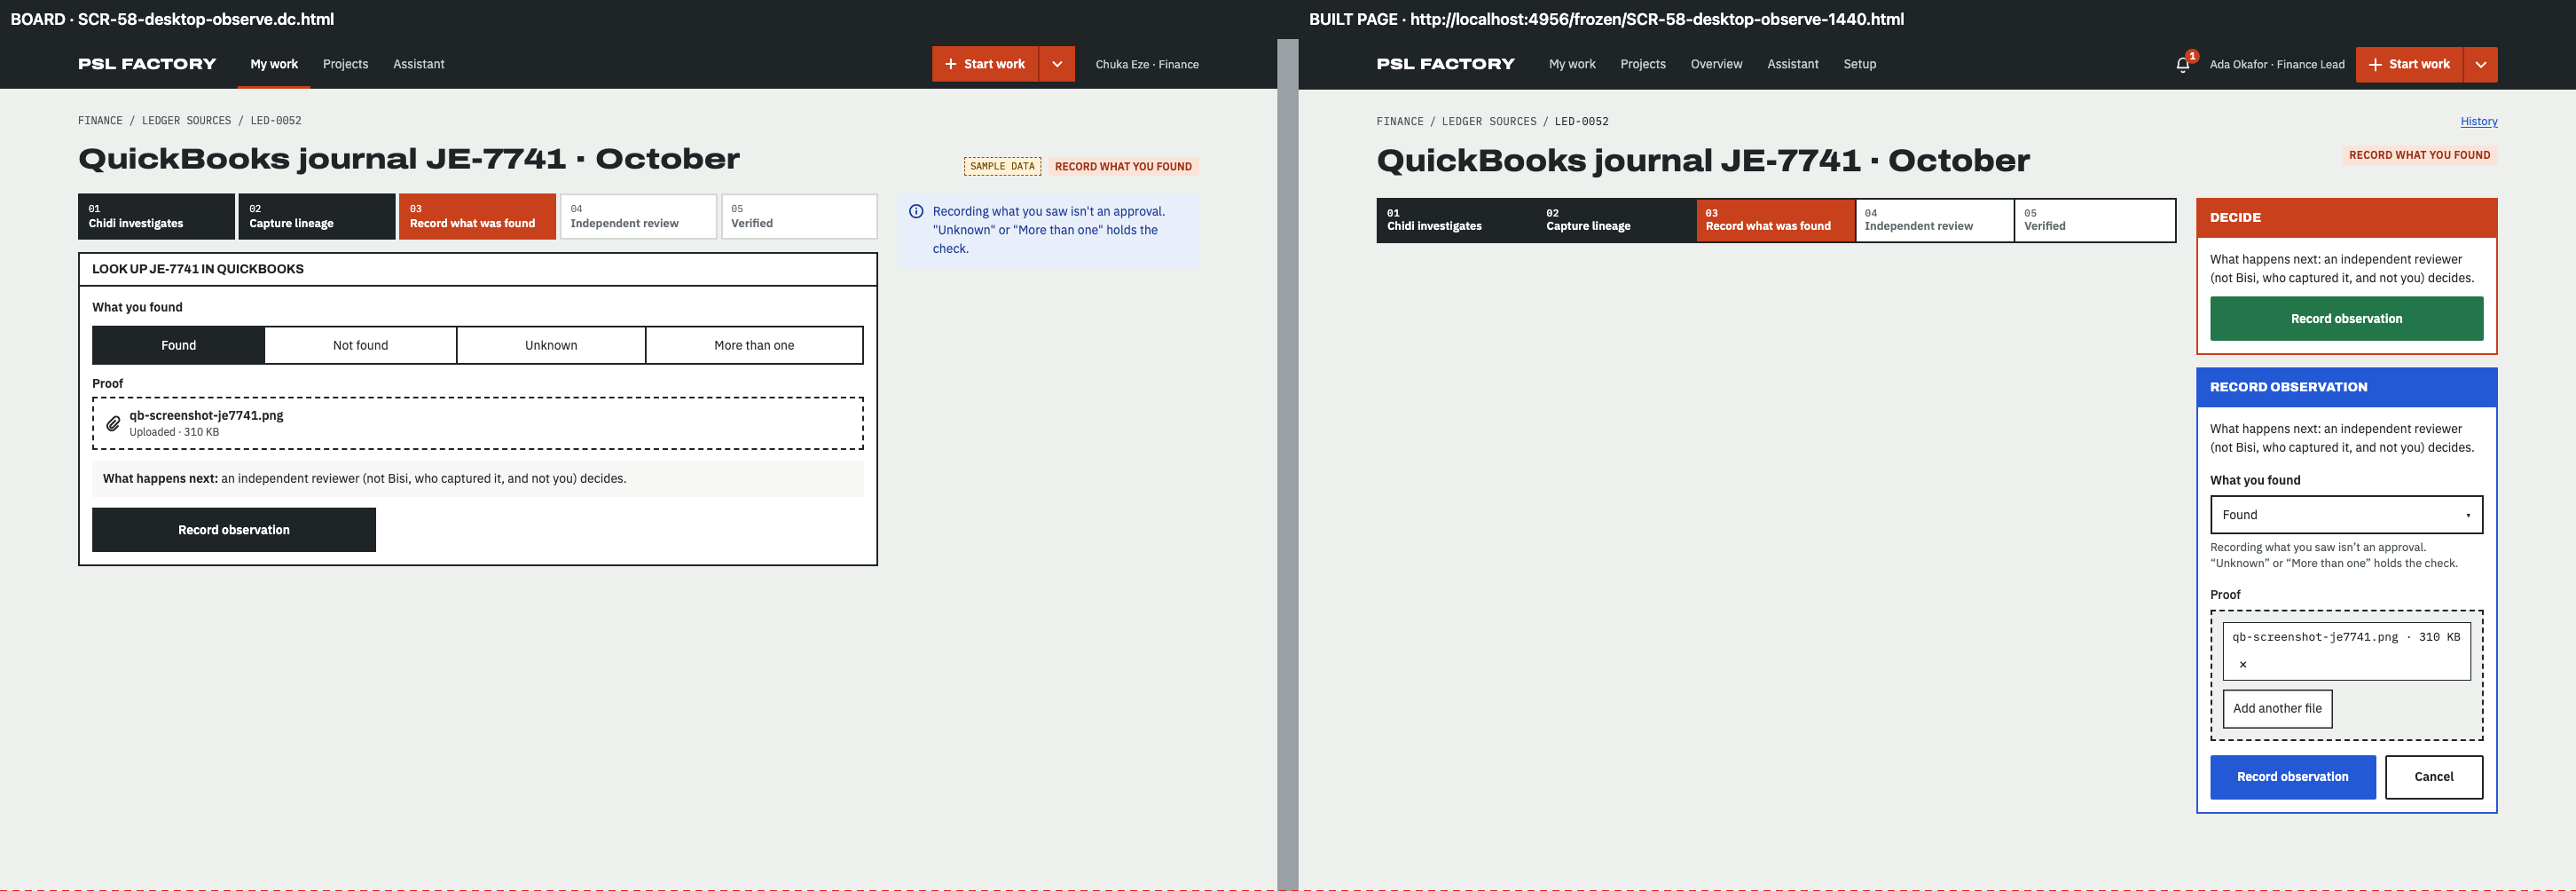 BOARD · SCR-58-desktop-observe.dc.html
PSL FACTORY
My work
Projects
Assistant
Start work
Chuka Eze · Finance
FINANCE / LEDGER SOURCES / LED-0052
QuickBooks journal JE-7741 · October
SAMPLE DATA
RECORD WHAT YOU FOUND
01
Chidi investigates
02
Capture lineage
03
Record what was found
04
Independent review
05
Verified
Recording what you saw isn't an approval.
"Unknown" or "More than one" holds the
check.
LOOK UP JE-7741 IN QUICKBOOKS
What you found
Found
Not found
Unknown
More than one
Proof
qb-screenshot-je7741.png
Uploaded · 310 KB
What happens next: an independent reviewer (not Bisi, who captured it, and not you) decides.
Record observation
BUILT PAGE · http://localhost:4956/frozen/SCR-58-desktop-observe-1440.html
PSL FACTORY
My work
Projects
Overview
Assistant
Setup
1
Ada Okafor · Finance Lead
Start work
FINANCE / LEDGER SOURCES / LED-0052
History
QuickBooks journal JE-7741 · October
RECORD WHAT YOU FOUND
01
Chidi investigates
02
Capture lineage
03
Record what was found
04
Independent review
05
Verified
DECIDE
What happens next: an independent reviewer
(not Bisi, who captured it, and not you) decides.
Record observation
RECORD OBSERVATION
What happens next: an independent reviewer
(not Bisi, who captured it, and not you) decides.
What you found
Found
Recording what you saw isn’t an approval.
“Unknown” or “More than one” holds the check.
Proof
qb-screenshot-je7741.png · 310 KB
×
Add another file
Record observation
Cancel